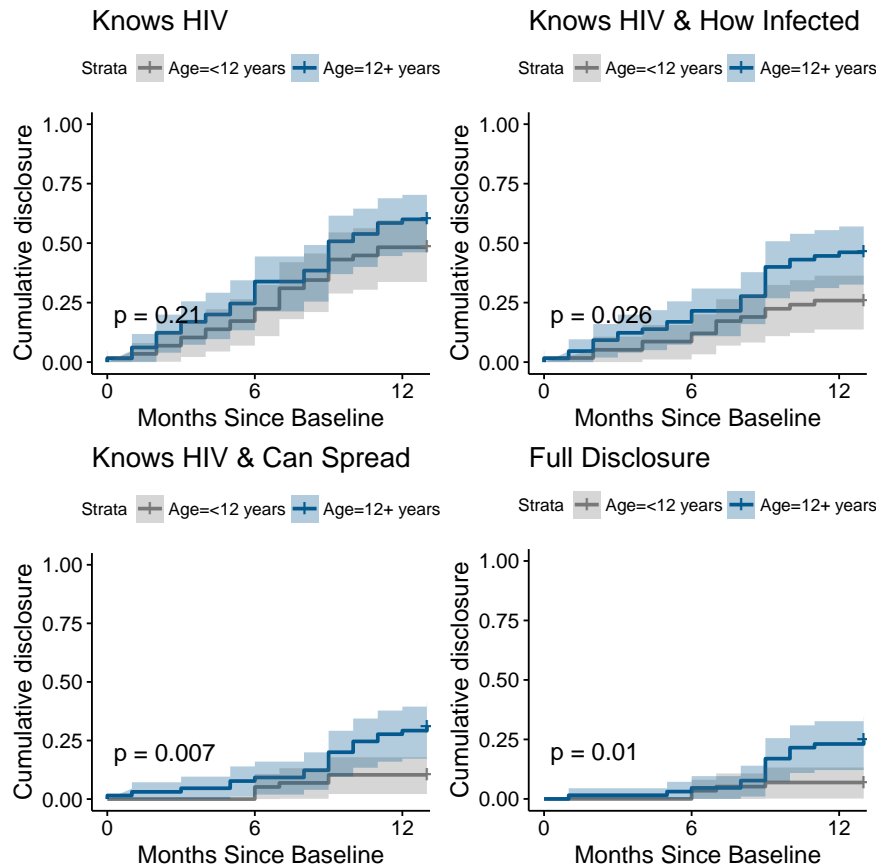 Knows HIV
Strata Age=<12 years Age=12+ years
1.00
0.75
0.50
0.25
0.00
Cumulative disclosure
p = 0.21
0 6 12
Months Since Baseline
Knows HIV & How Infected
Strata Age=<12 years Age=12+ years
1.00
0.75
0.50
0.25
0.00
Cumulative disclosure
p = 0.026
0 6 12
Months Since Baseline
Knows HIV & Can Spread
Strata Age=<12 years Age=12+ years
1.00
0.75
0.50
0.25
0.00
Cumulative disclosure
p = 0.007
0 6 12
Months Since Baseline
Full Disclosure
Strata Age=<12 years Age=12+ years
1.00
0.75
0.50
0.25
0.00
Cumulative disclosure
p = 0.01
0 6 12
Months Since Baseline